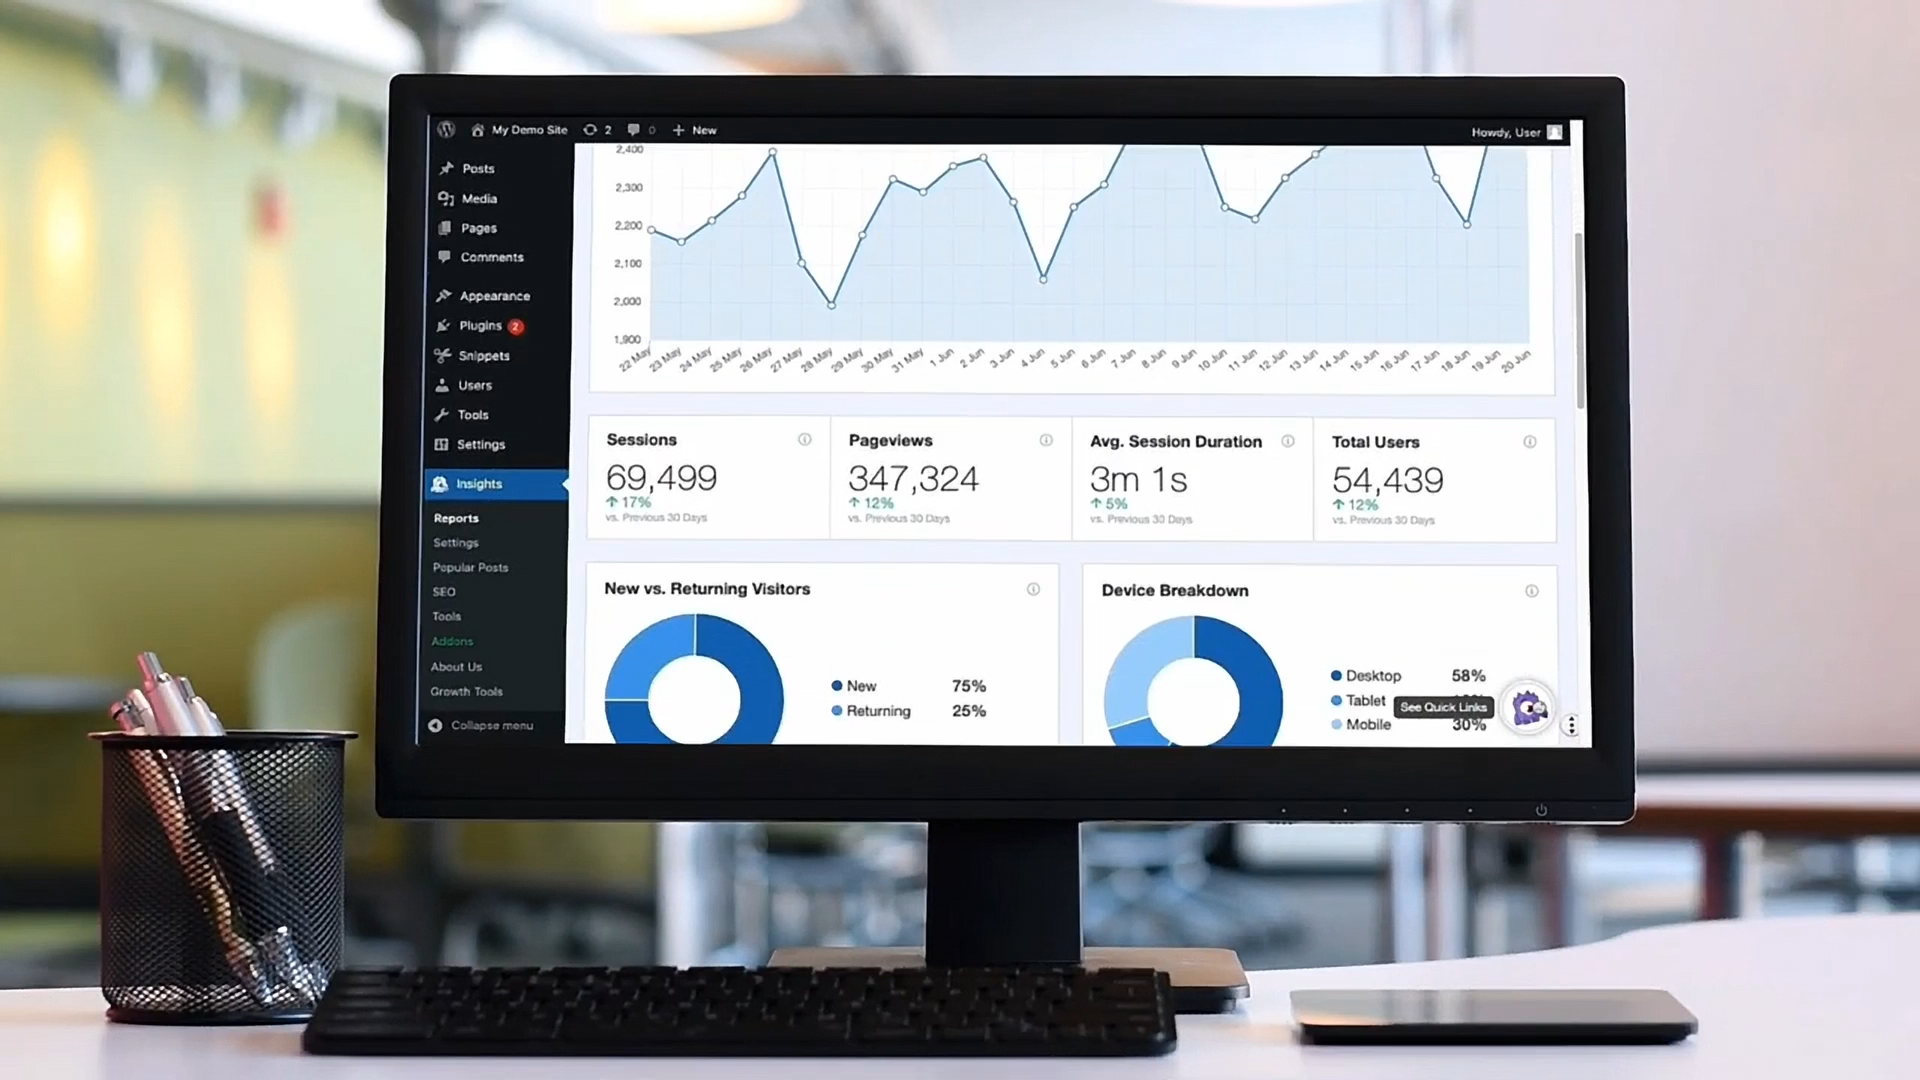 My Demo Site 2 0 New
Howdy, User
Posts
Media
Pages
Comments
Appearance
Plugins 2
Snippets
Users
Tools
Settings
Insights
Reports
Settings
Popular Posts
SEO
Tools
Addons
About Us
Growth Tools
Collapse menu
2,400
2,300
2,200
2,100
2,000
1,900
22 May 23 May 24 May 25 May 26 May 27 May 28 May 29 May 30 May 31 May 1 Jun 2 Jun 3 Jun 4 Jun 5 Jun 6 Jun 7 Jun 8 Jun 9 Jun 10 Jun 11 Jun 12 Jun 13 Jun 14 Jun 15 Jun 16 Jun 17 Jun 18 Jun 19 Jun 20 Jun
Sessions
69,499
17%
vs. Previous 30 Days
Pageviews
347,324
12%
vs. Previous 30 Days
Avg. Session Duration
3m 1s
5%
vs. Previous 30 Days
Total Users
54,439
12%
vs. Previous 30 Days
New vs. Returning Visitors
New 75%
Returning 25%
Device Breakdown
Desktop 58%
Tablet
See Quick Links
Mobile 30%